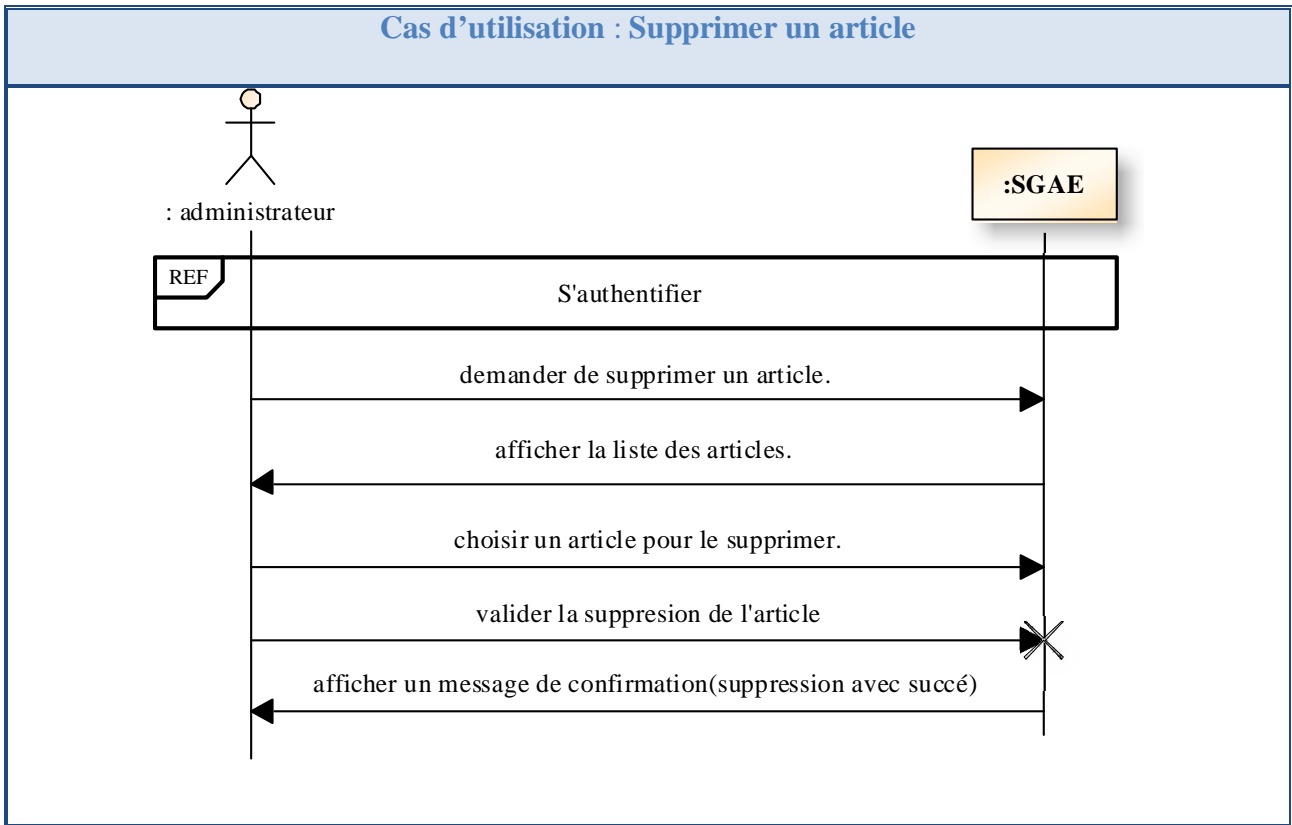 Cas d’utilisation : Supprimer un article
:SGAE
: administrateur
REF
S'authentifier
demander de supprimer un article.
afficher la liste des articles.
choisir un article pour le supprimer.
valider la suppresion de l'article
afficher un message de confirmation(suppression avec succé)